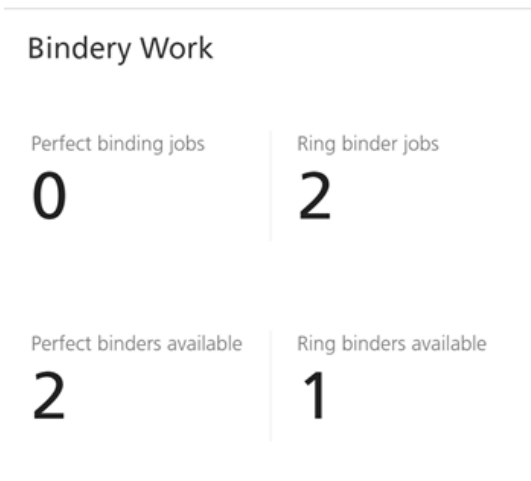 Bindery Work
Perfect binding jobs
Ring binder jobs
0
2
Perfect binders available
Ring binders available
2
1